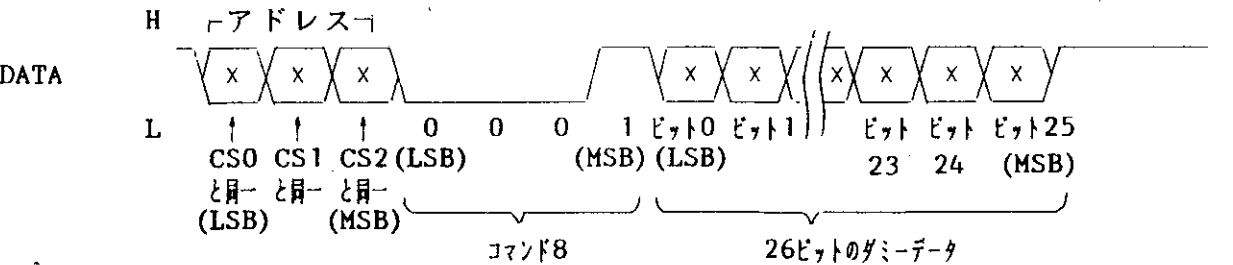 H ┌アドレス┐
DATA X X X X X X X X X
L ↑ ↑ ↑ 0 0 0 1 ビット0 ビット1 ビット ビット ビット25
CS0 CS1 CS2 (LSB) (MSB) (LSB) 23 24 (MSB)
と同一 と同一 と同一
(LSB) (MSB)
コマンド8 26ビットのダミーデータ